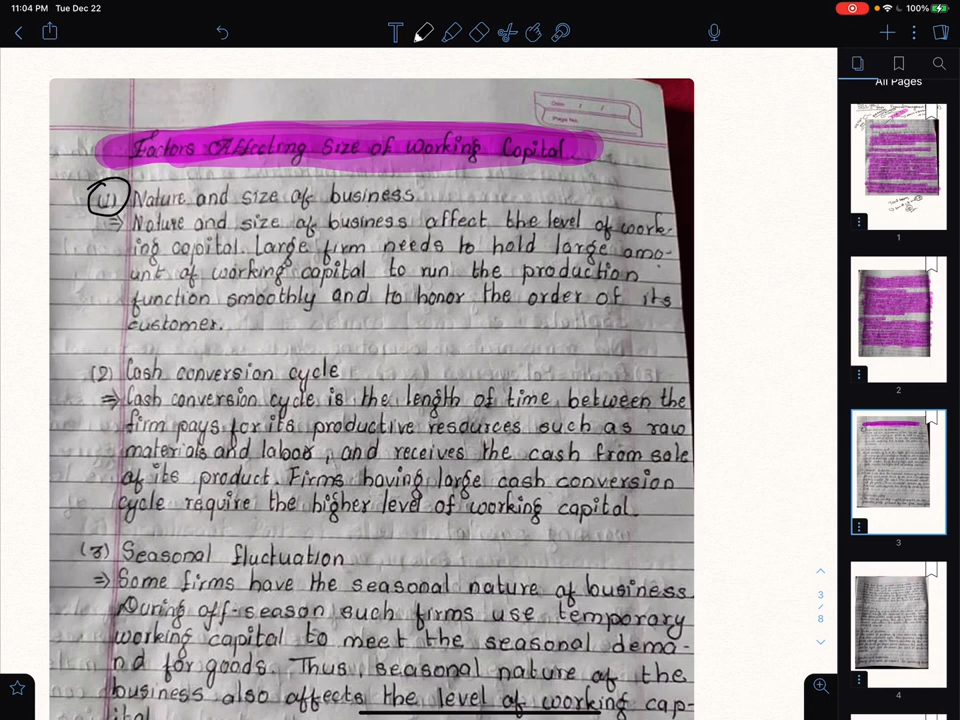 11:04 PM Tue Dec 22
100%
All Pages
Date / /
Page No.
Factors Affecting Size of Working Capital.
(1) Nature and size of business
⇒ Nature and size of business affect the level of work-
ing capital. Large firm needs to hold large amo-
unt of working capital to run the production
function smoothly and to honor the order of its
customer.
(2) Cash conversion cycle
⇒ Cash conversion cycle is the length of time between the
firm pays for its productive resources such as raw
materials and labor, and receives the cash from sale
of its product. Firms having large cash conversion
cycle require the higher level of working capital.
(3) Seasonal fluctuation
⇒ Some firms have the seasonal nature of business.
During off-season such firms use temporary
working capital to meet the seasonal dema-
nd for goods. Thus, seasonal nature of the
business also affects the level of working cap-
ital
1
2
3
4
3
/
8